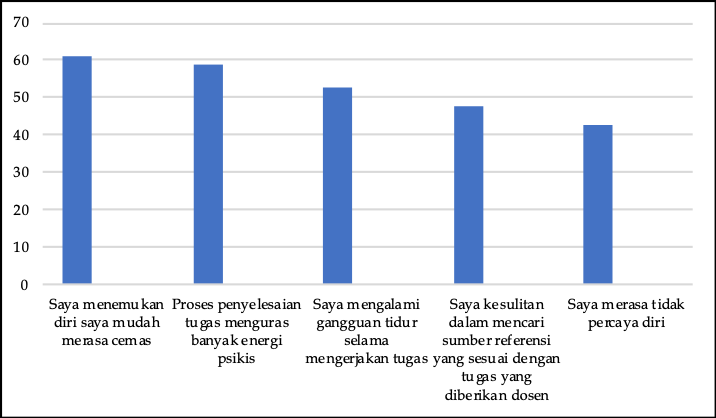 70
60
50
40
30
20
10
0
Saya menemukan
diri saya mudah
merasa cemas
Proses penyelesaian
tugas menguras
banyak energi
psikis
Saya mengalami
gangguan tidur
selama
mengerjakan tugas
Saya kesulitan
dalam mencari
sumber referensi
yang sesuai dengan
tugas yang
diberikan dosen
Saya merasa tidak
percaya diri